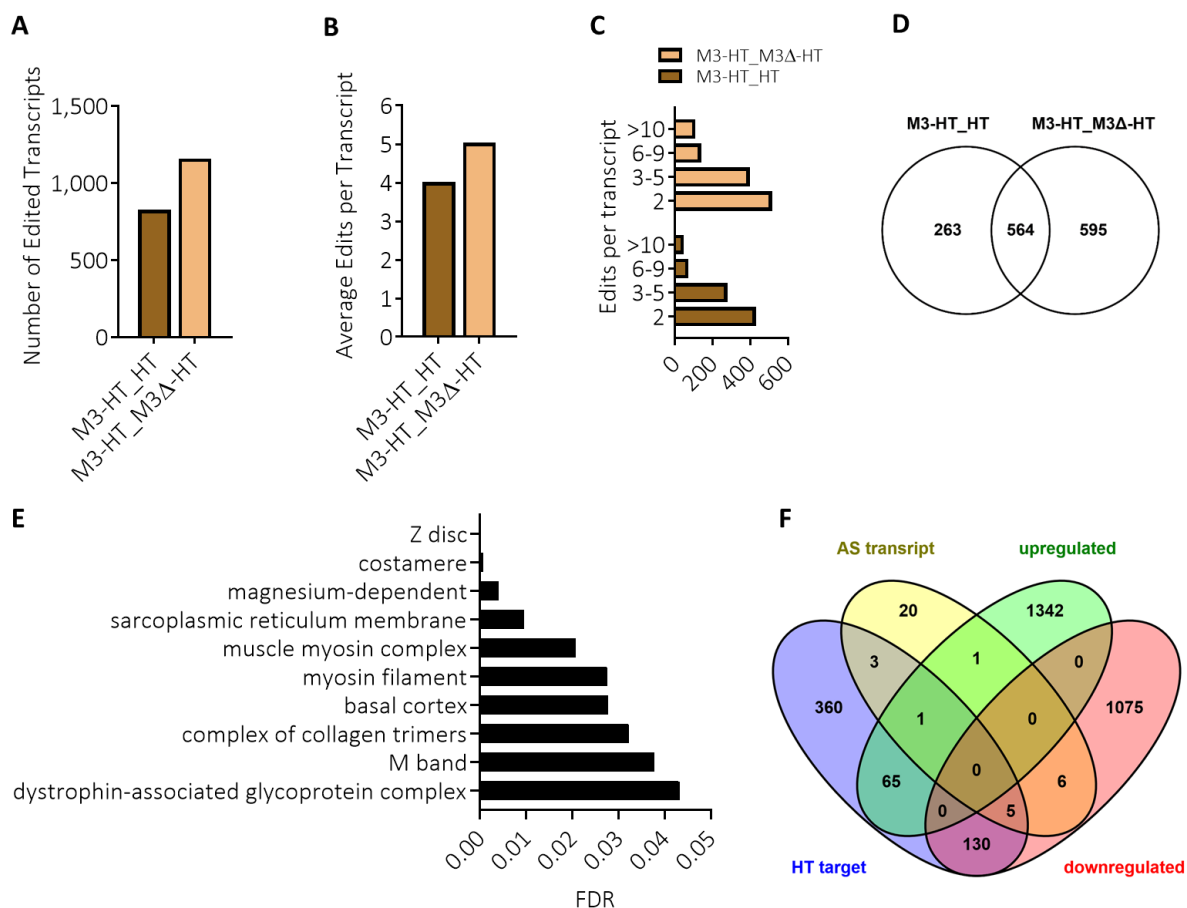 A
Number of Edited Transcripts
1,500
1,000
500
0
M3-HT_HT
M3-HT_M3Δ-HT
B
Average Edits per Transcript
6
5
4
3
2
1
0
M3-HT_HT
M3-HT_M3Δ-HT
C
M3-HT_M3Δ-HT
M3-HT_HT
Edits per transcript
>10
6-9
3-5
2
>10
6-9
3-5
2
0
200
400
600
D
M3-HT_HT
M3-HT_M3Δ-HT
263
564
595
E
Z disc
costamere
magnesium-dependent
sarcoplasmic reticulum membrane
muscle myosin complex
myosin filament
basal cortex
complex of collagen trimers
M band
dystrophin-associated glycoprotein complex
0.00
0.01
0.02
0.03
0.04
0.05
FDR
F
AS transript
upregulated
20
1342
3
1
0
360
1
0
1075
65
0
6
0
5
130
HT target
downregulated